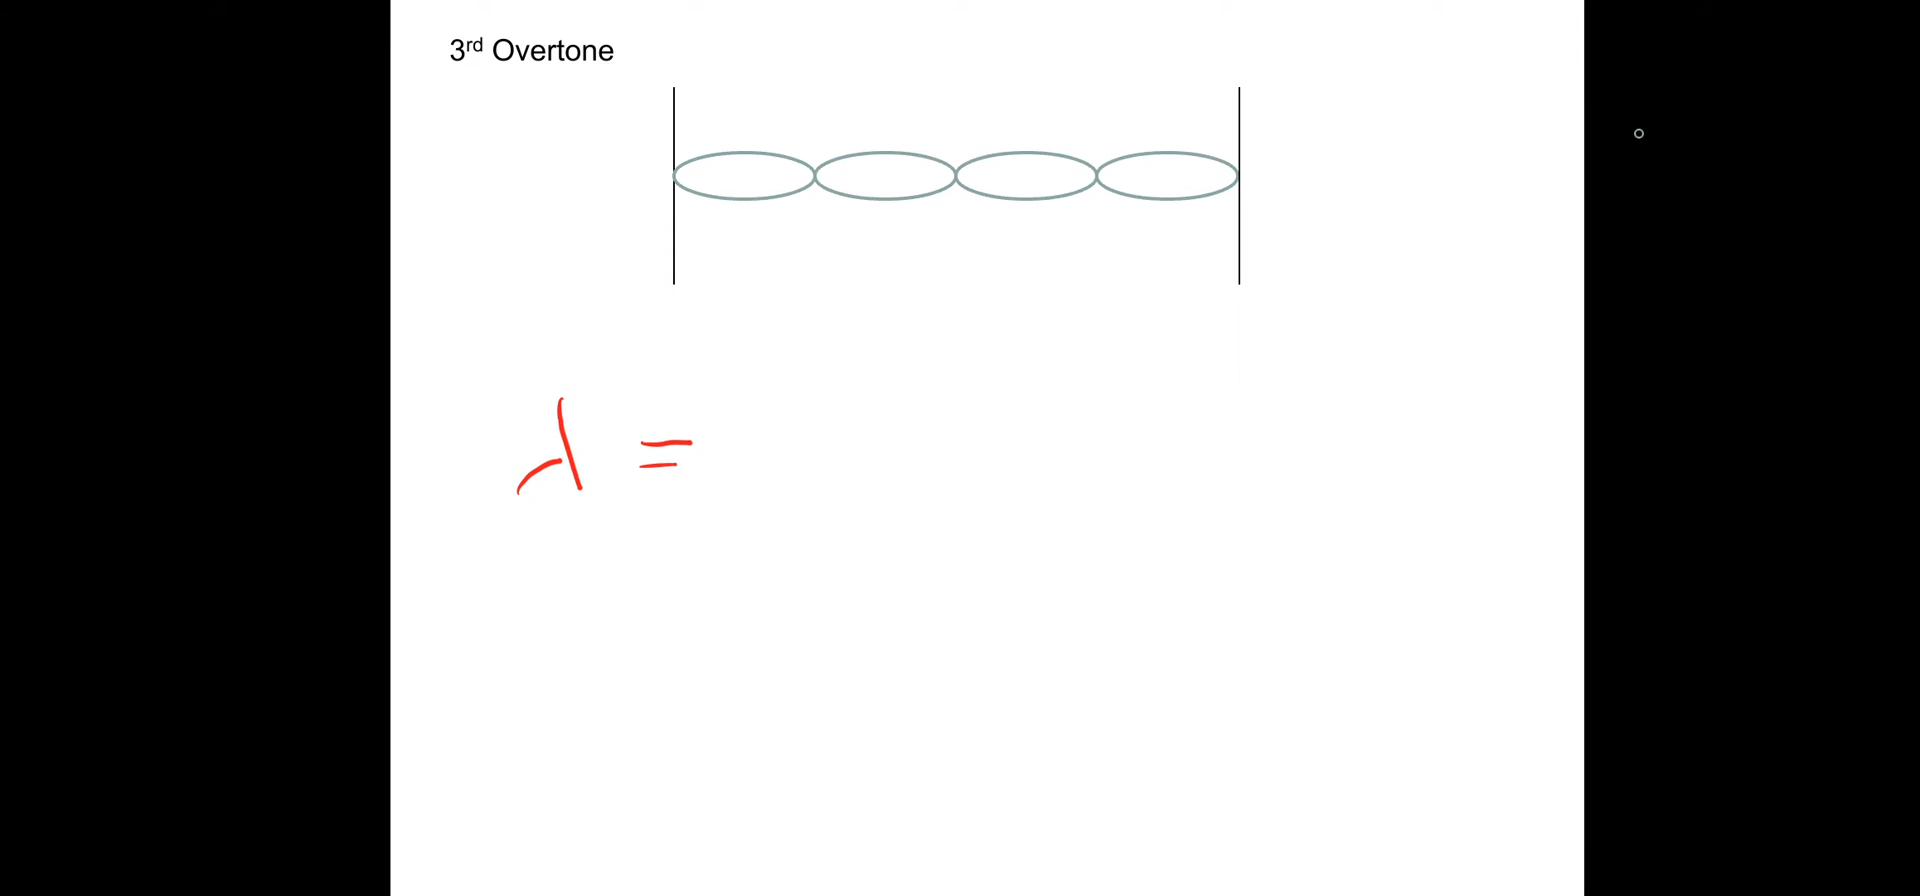 3rd Overtone
λ =